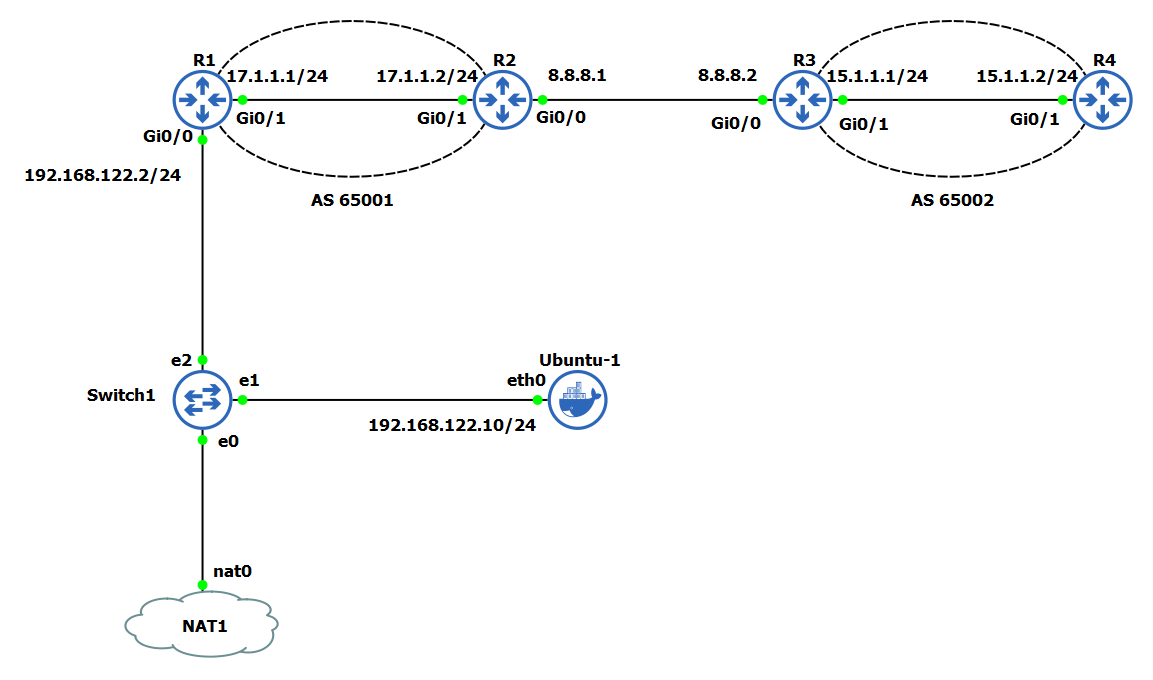 R1
R2
R3
R4
17.1.1.1/24
17.1.1.2/24
8.8.8.1
8.8.8.2
15.1.1.1/24
15.1.1.2/24
Gi0/1
Gi0/1
Gi0/0
Gi0/0
Gi0/1
Gi0/1
Gi0/0
192.168.122.2/24
AS 65001
AS 65002
e2
Ubuntu-1
e1
eth0
Switch1
192.168.122.10/24
e0
nat0
NAT1